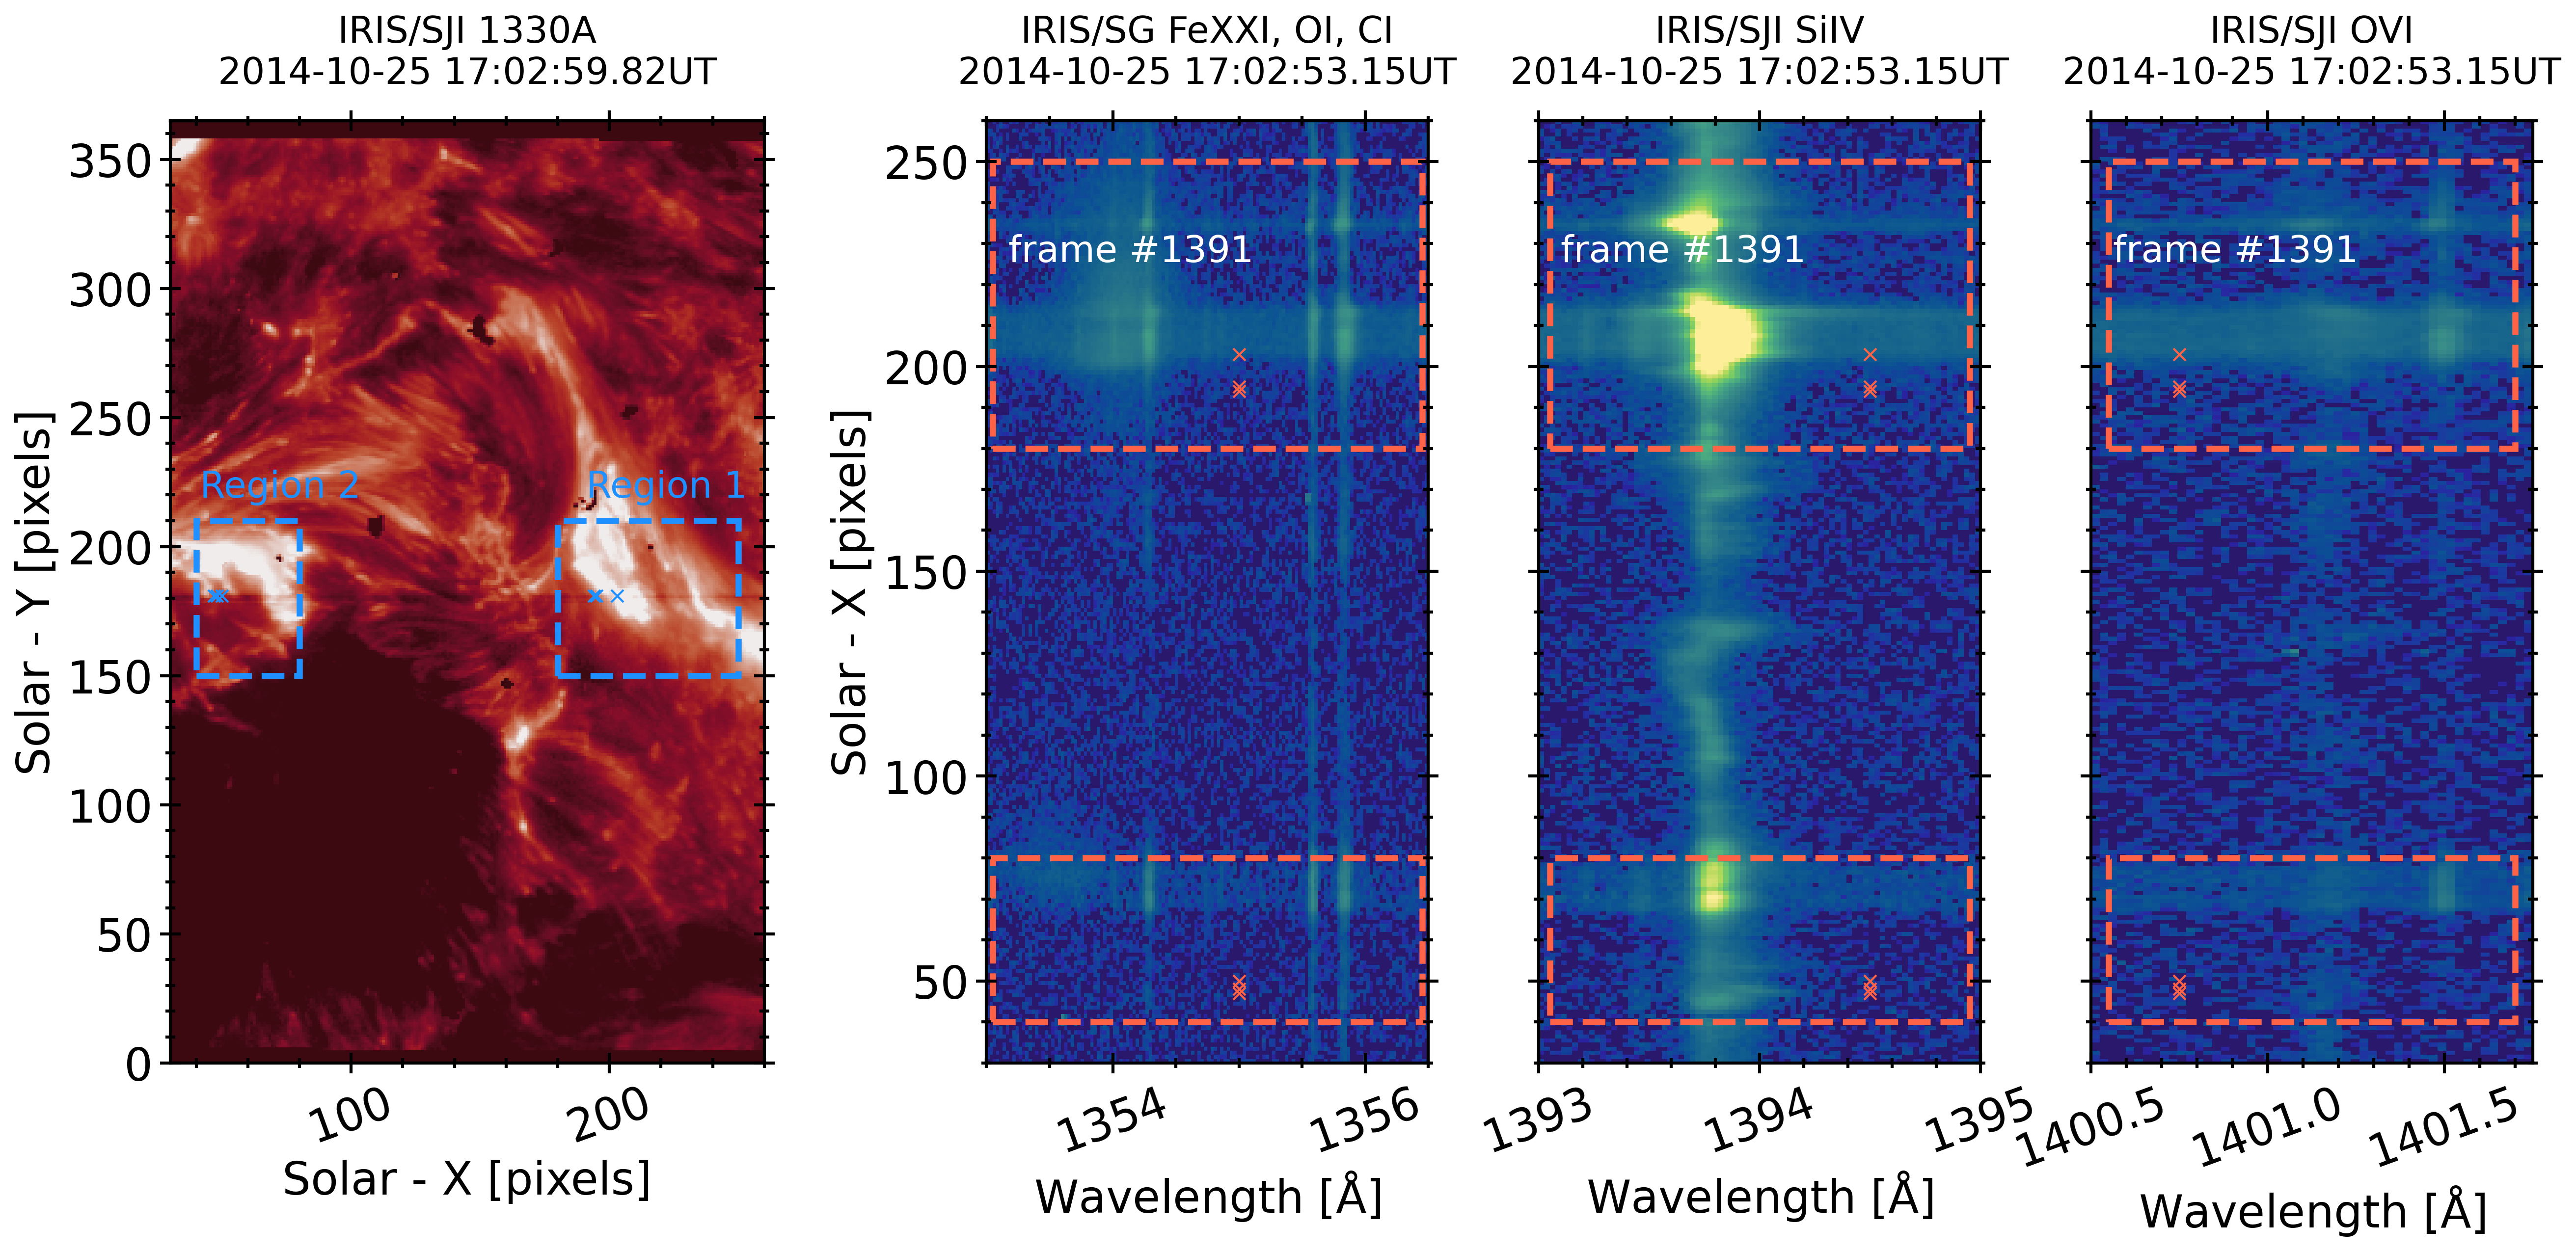 IRIS/SJI 1330A
2014-10-25 17:02:59.82UT
Solar - Y [pixels]
350
300
250
200
150
100
50
0
Region 2
Region 1
100
200
Solar - X [pixels]
IRIS/SG FeXXI, OI, CI
2014-10-25 17:02:53.15UT
Solar - X [pixels]
250
200
150
100
50
frame #1391
1354
1356
Wavelength [Å]
IRIS/SJI SiIV
2014-10-25 17:02:53.15UT
frame #1391
1393
1394
1395
Wavelength [Å]
IRIS/SJI OVI
2014-10-25 17:02:53.15UT
frame #1391
1400.5
1401.0
1401.5
Wavelength [Å]